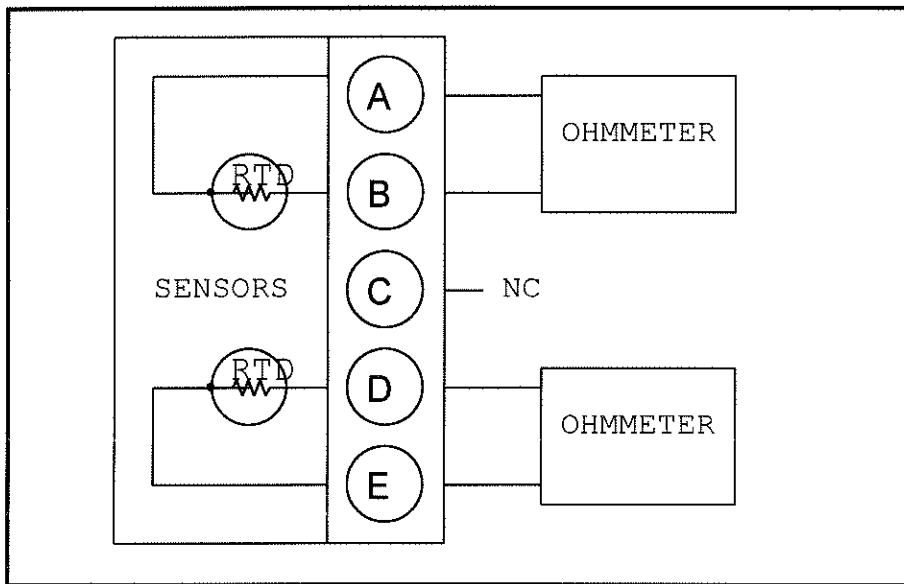 A
OHMMETER
RTD
B
SENSORS
C
NC
RTD
D
OHMMETER
E